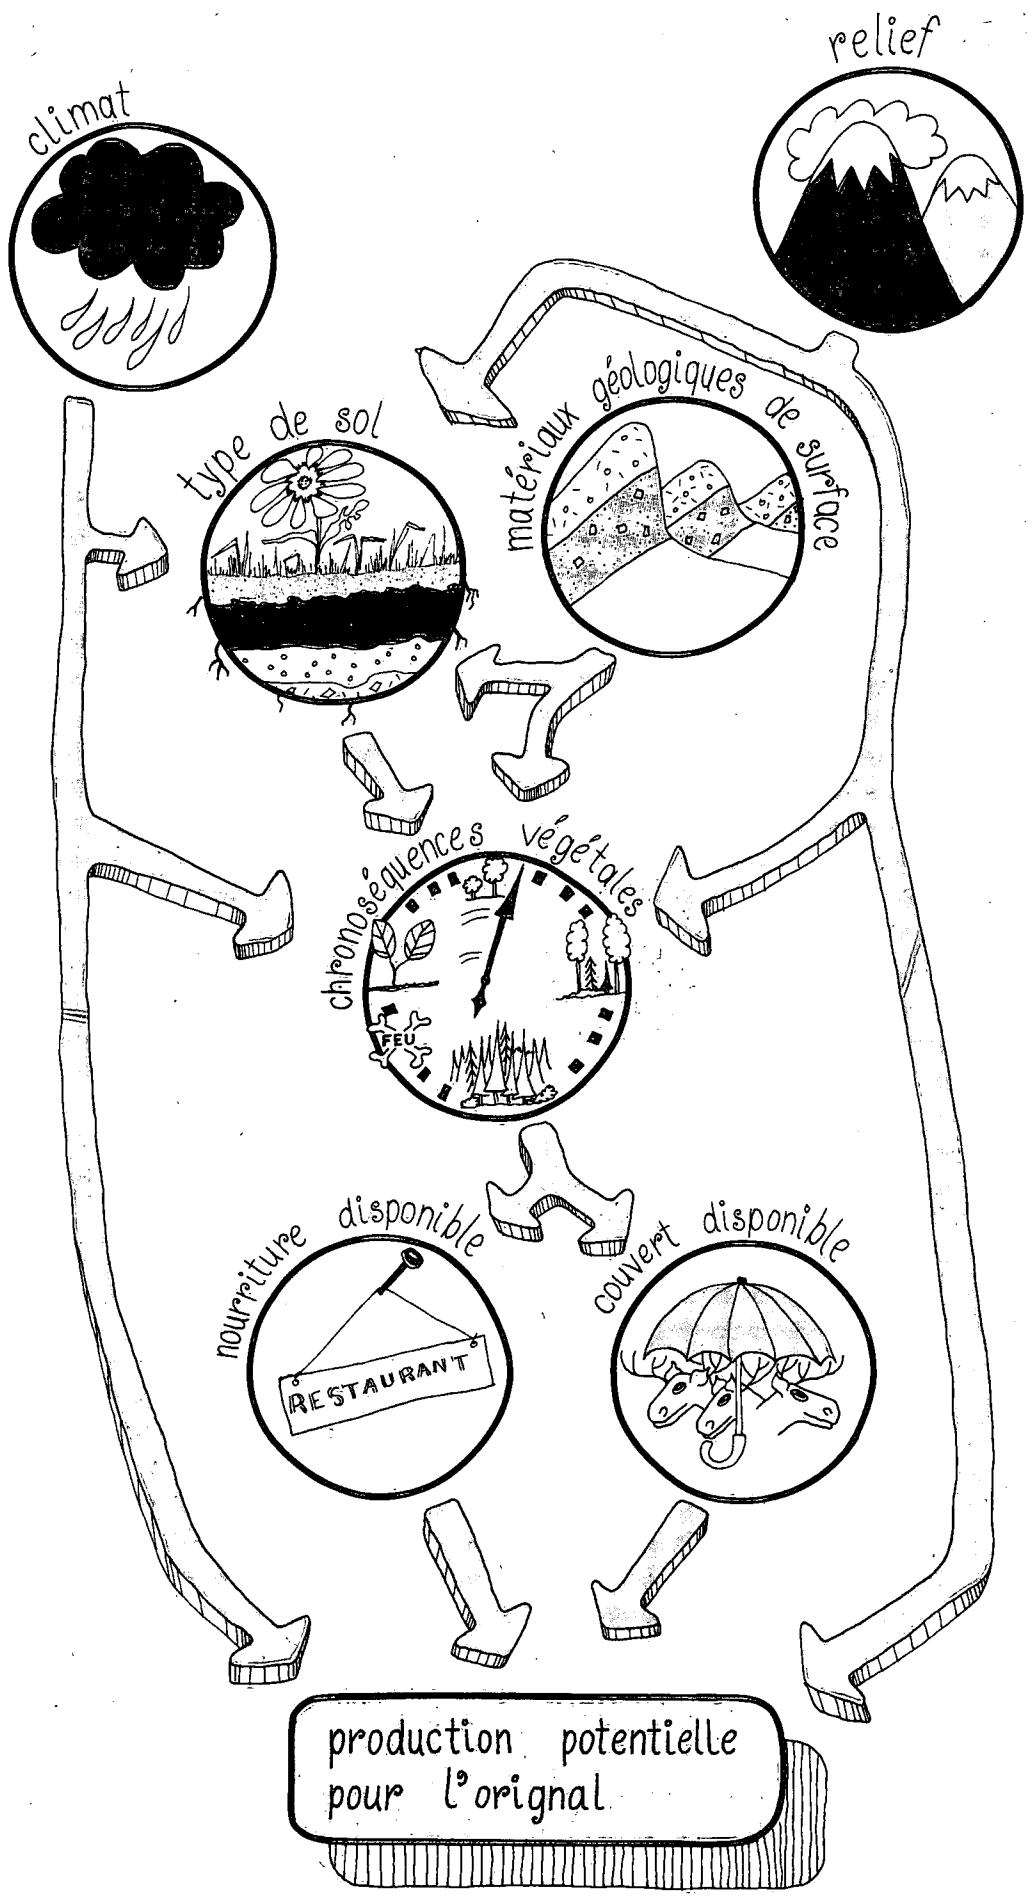 relief
climat
type de sol
matériaux géologiques de surface
chronoséquences végétales
FEU
nourriture disponible
couvert disponible
RESTAURANT
production potentielle
pour l'orignal